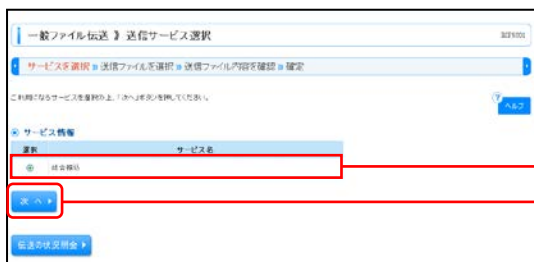 一般ファイル伝送 》 送信サービス選択
サービスを選択 » 送信ファイルを選択 » 送信ファイル内容を確認 » 確定
ご利用になるサービスを選択の上、「次へ」ボタンを押してください。
ヘルプ
サービス情報
選択 サービス名
総合振込
次 へ
伝送の状況照会